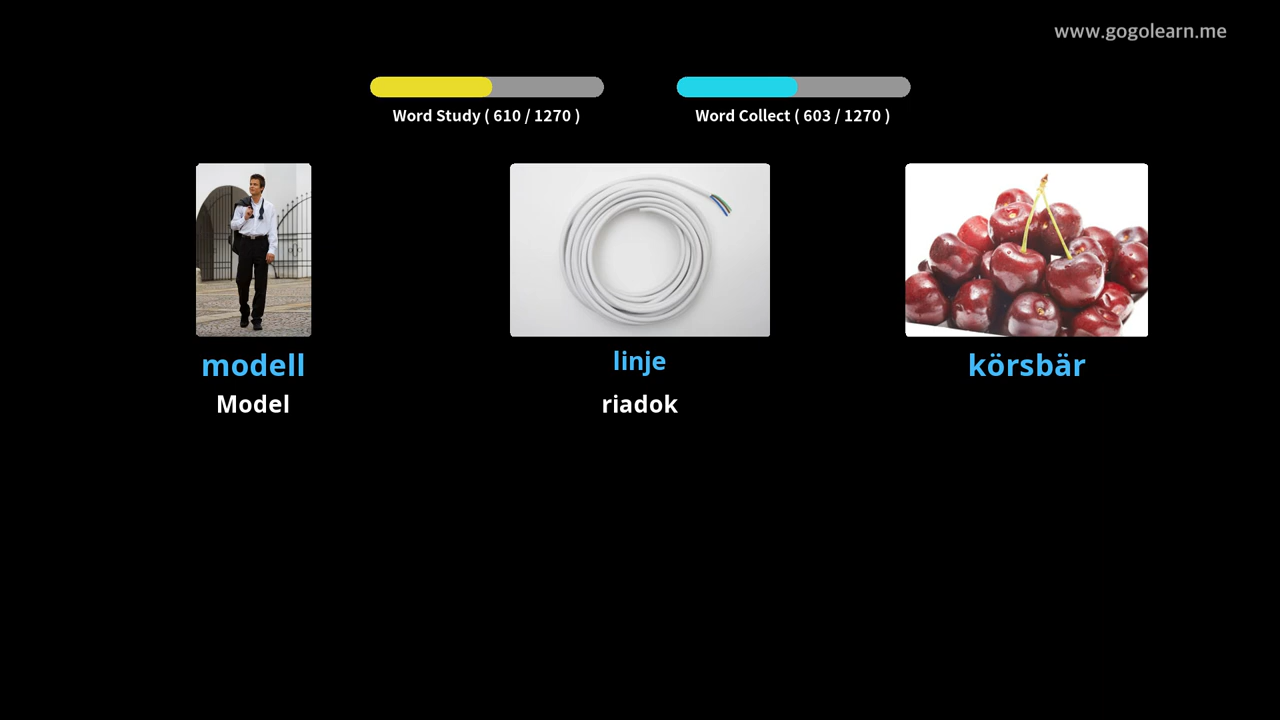 www.gogolearn.me
Word Study ( 610 / 1270 )
Word Collect ( 603 / 1270 )
modell
linje
körsbär
Model
riadok